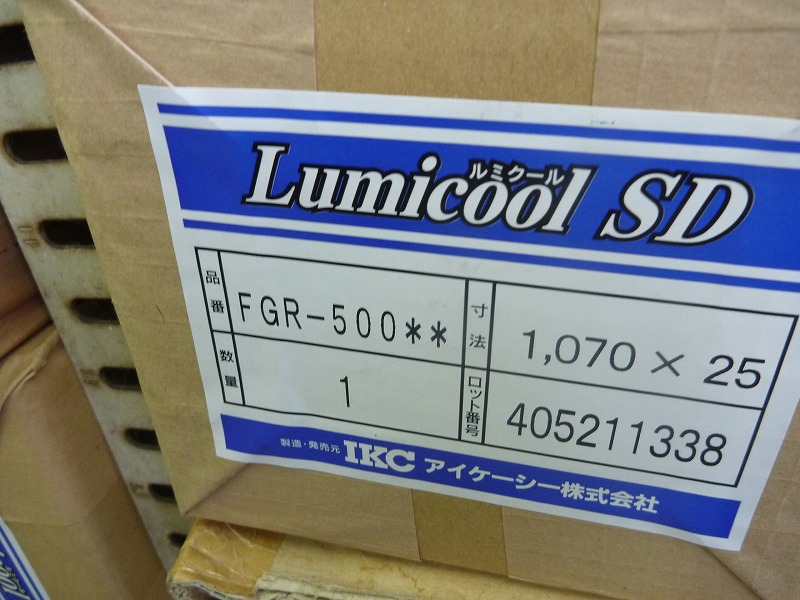 Lumicool SD
ルミクール
品番 FGR-500** 寸法 1,070 × 25
数量 1 ロット番号 405211338
製造・発売元 IKC アイケーシー株式会社